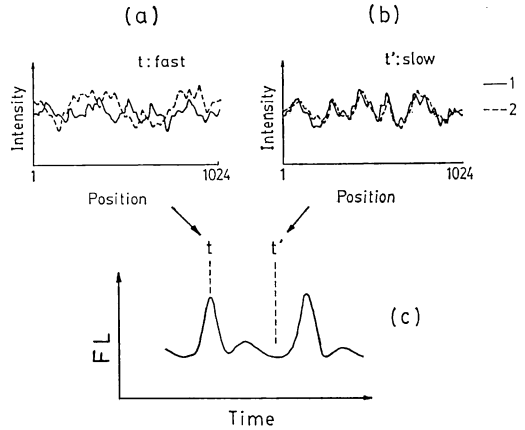 (a)
(b)
t: fast
t': slow
Intensity
Intensity
1
2
1
1024
1
1024
Position
Position
t
t'
(c)
FL
Time